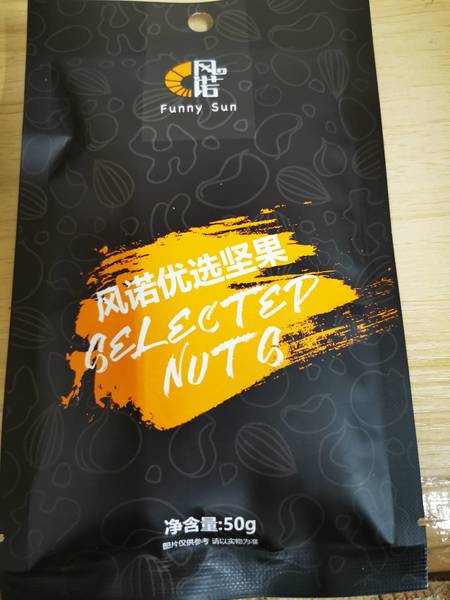 风诺
Funny Sun
风诺优选坚果
SELECTED
NUTS
净含量:50g
图片仅供参考 请以实物为准